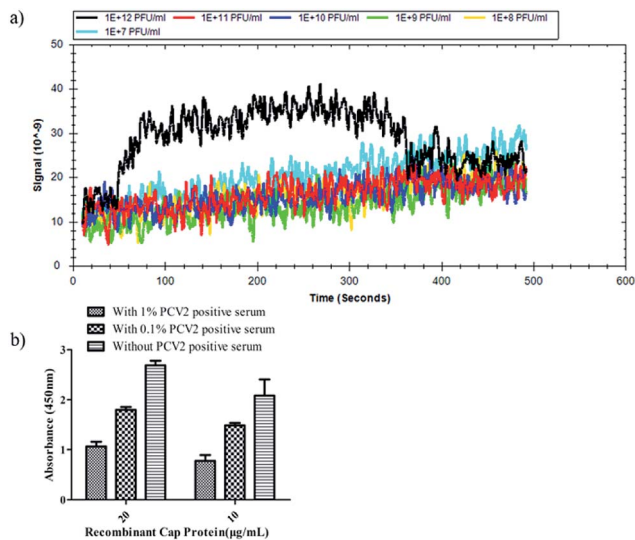 a)
1E+12 PFU/ml 1E+11 PFU/ml 1E+10 PFU/ml 1E+9 PFU/ml 1E+8 PFU/ml
1E+7 PFU/ml
50
40
30
20
10
0
Signal (10^-9)
0 100 200 300 400 500 600
Time (Seconds)
b)
With 1% PCV2 positive serum
With 0.1% PCV2 positive serum
Without PCV2 positive serum
3
2
1
0
Absorbance (450nm)
20 10
Recombinant Cap Protein(μg/mL)